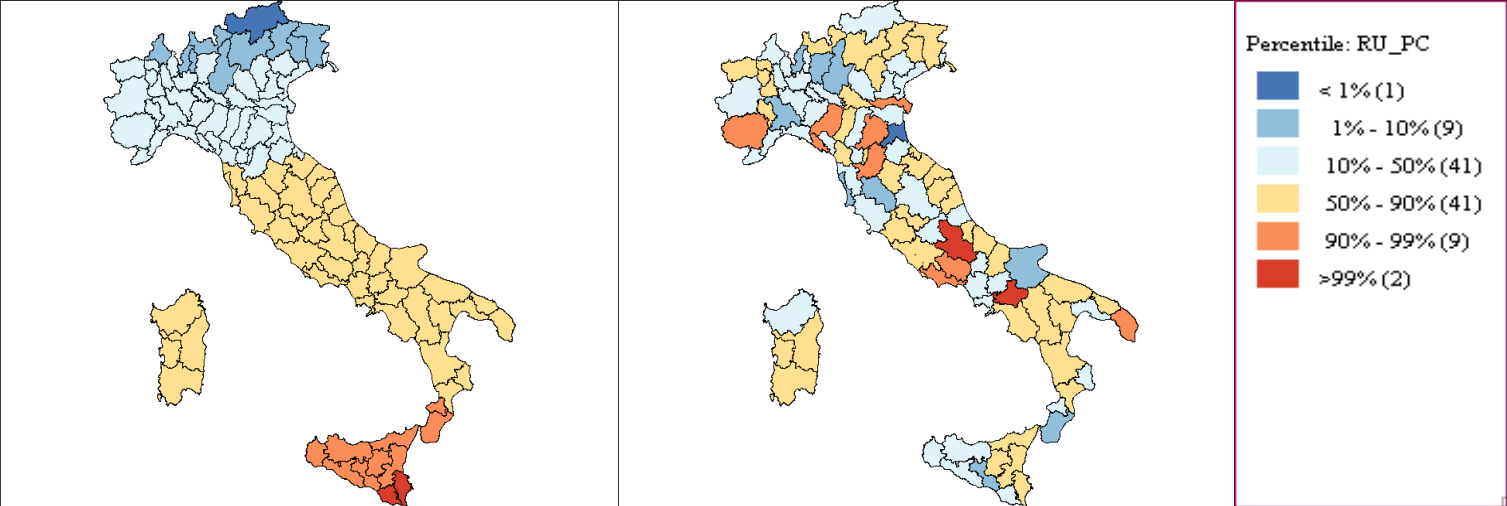 Percentile: RU_PC
< 1% (1)
1% - 10% (9)
10% - 50% (41)
50% - 90% (41)
90% - 99% (9)
>99% (2)